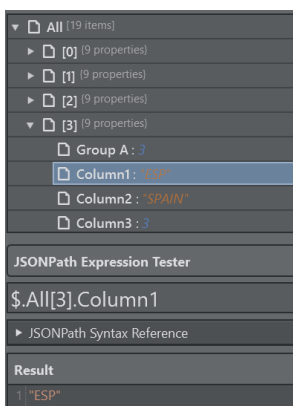 All {19 items}
[0] {9 properties}
[1] {9 properties}
[2] {9 properties}
[3] {9 properties}
Group A : 3
Column1 : "ESP"
Column2 : "SPAIN"
Column3 : 3
JSONPath Expression Tester
$.All[3].Column1
JSONPath Syntax Reference
Result
1 "ESP"